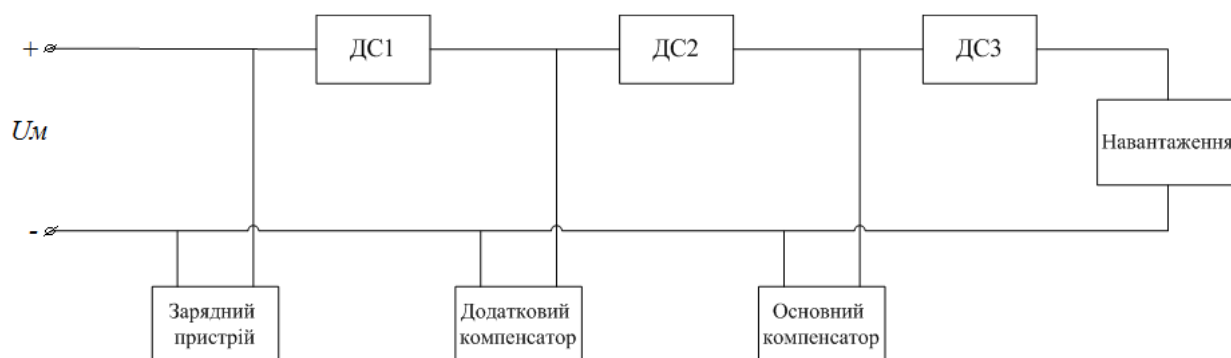 ДС1
ДС2
ДС3
+
Uм
Навантаження
-
Зарядний
пристрій
Додатковий
компенсатор
Основний
компенсатор